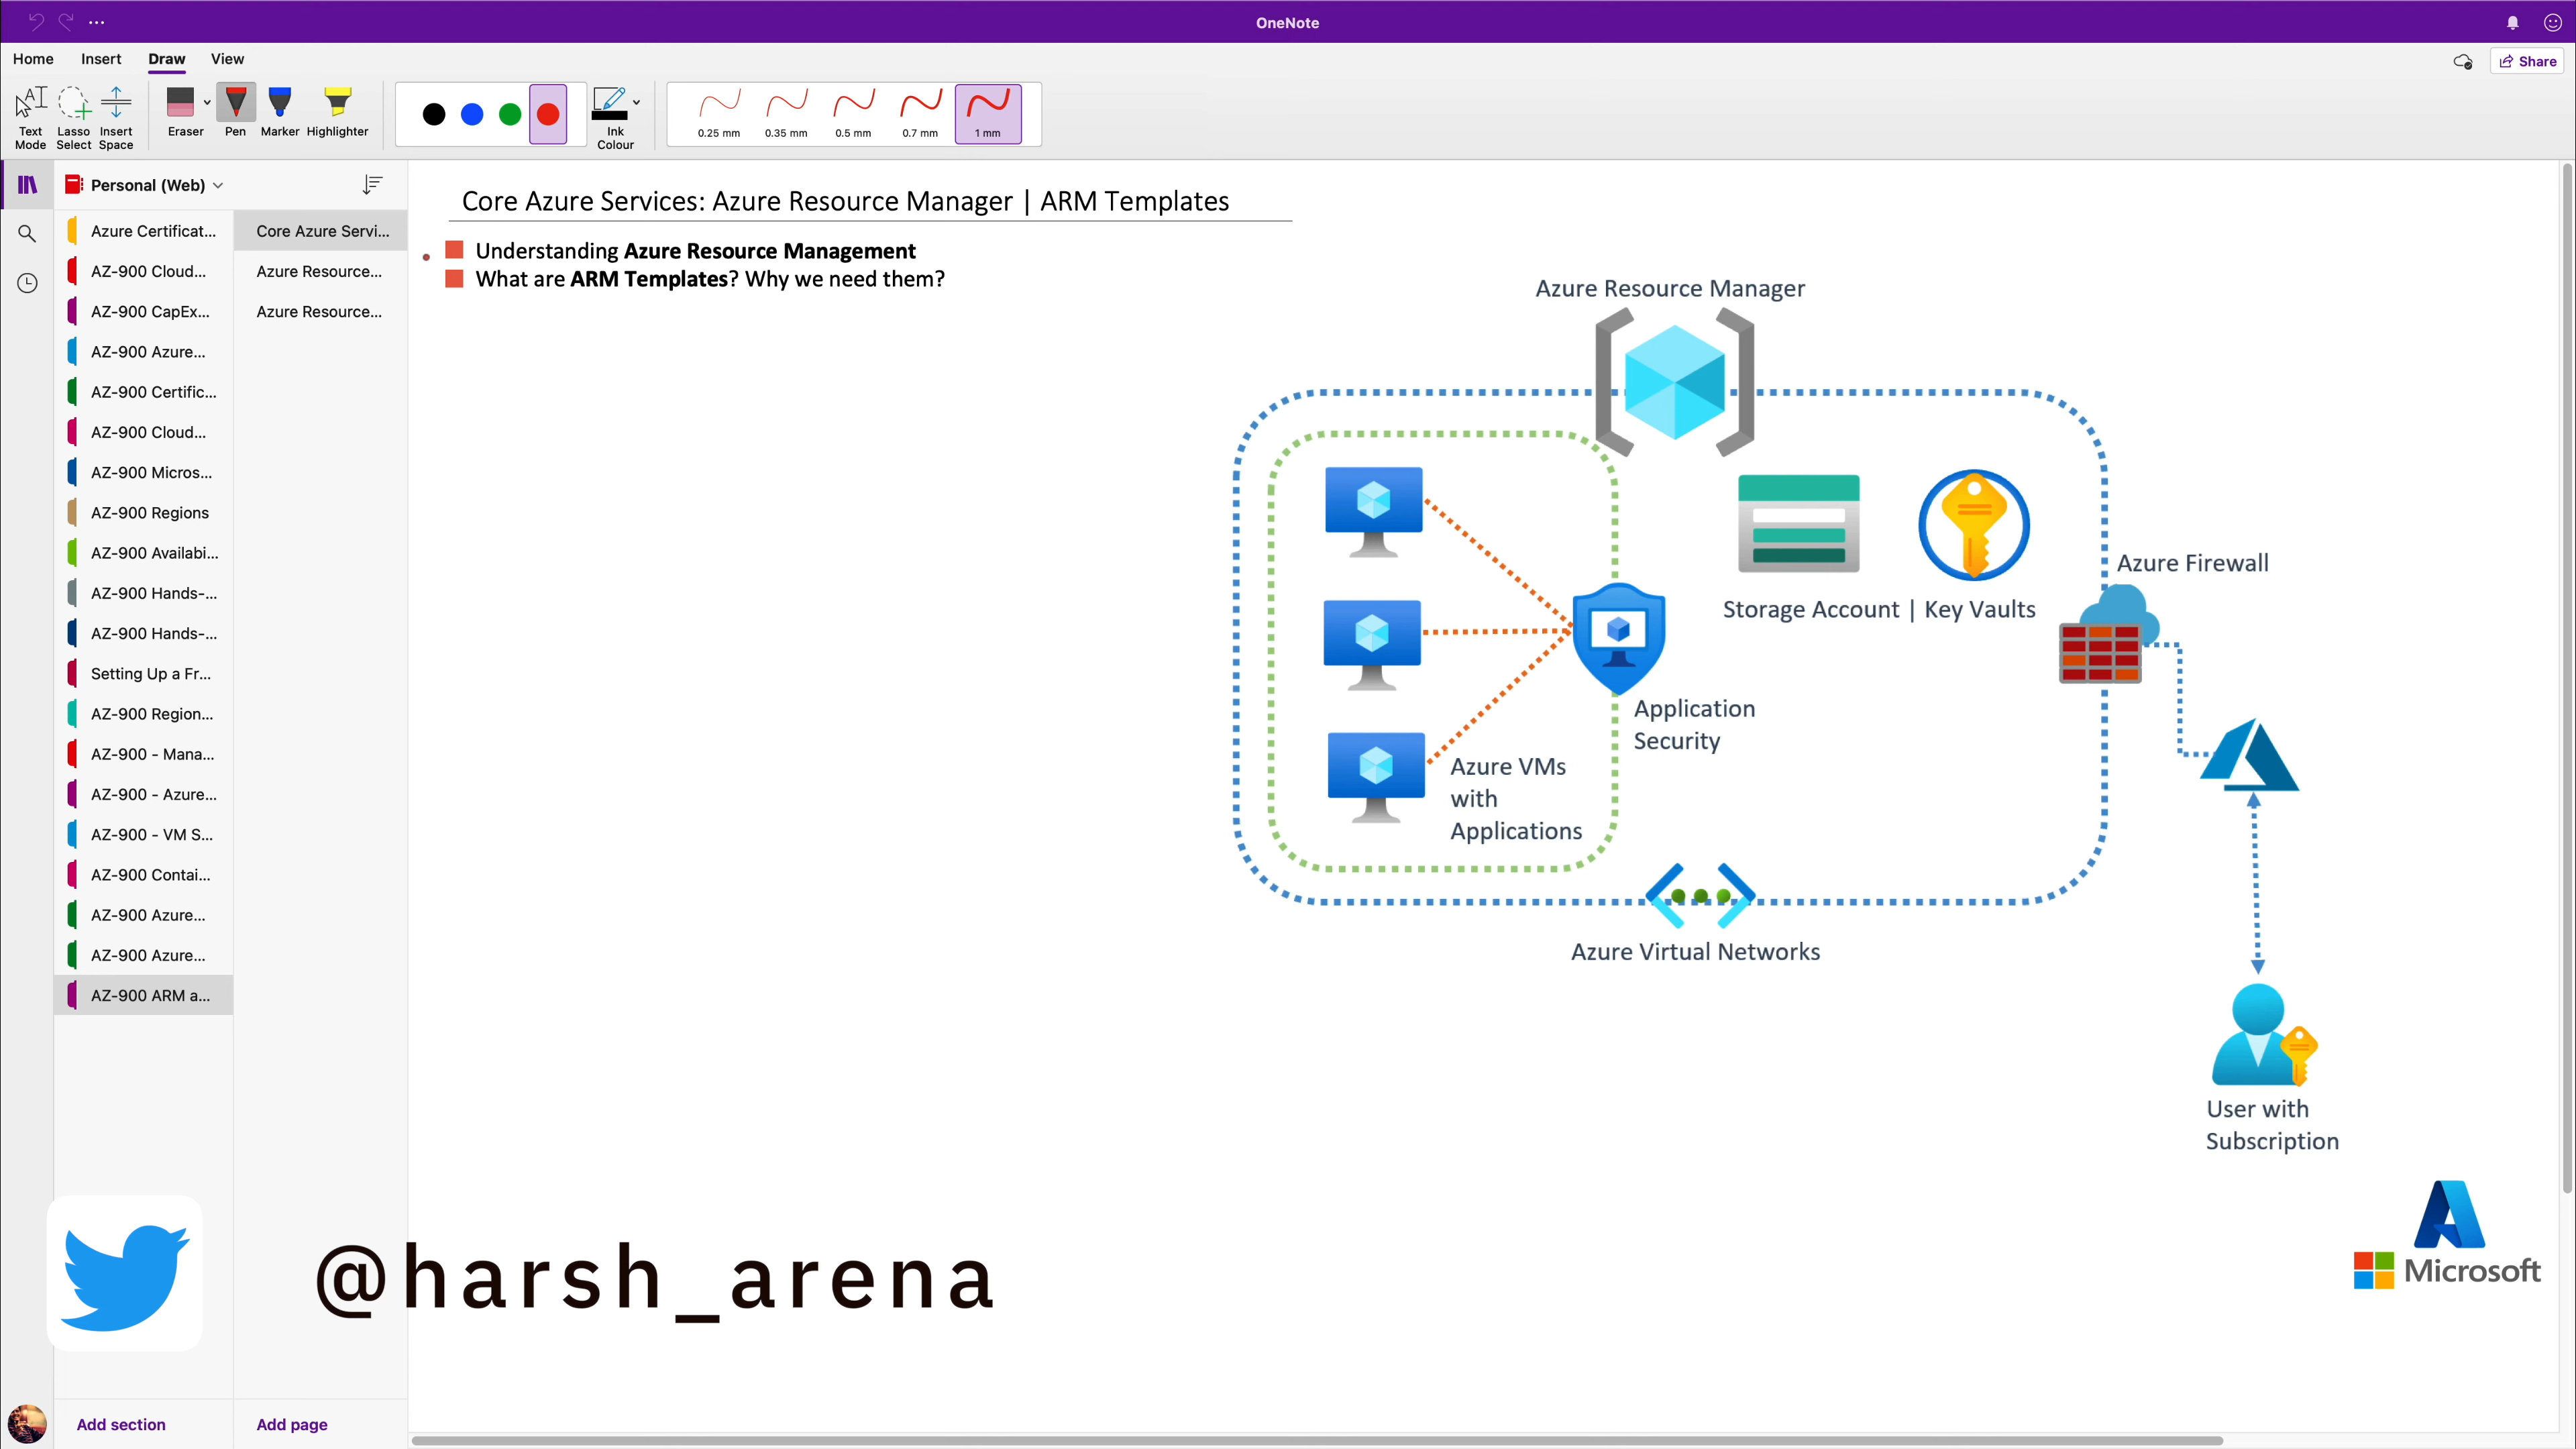 OneNote
Home
Insert
Draw
View
Share
Text
Mode
Lasso
Select
Insert
Space
Eraser
Pen
Marker
Highlighter
Ink
Colour
0.25 mm
0.35 mm
0.5 mm
0.7 mm
1 mm
Personal (Web)
Azure Certificat...
AZ-900 Cloud...
AZ-900 CapEx...
AZ-900 Azure...
AZ-900 Certific...
AZ-900 Cloud...
AZ-900 Micros...
AZ-900 Regions
AZ-900 Availabi...
AZ-900 Hands-...
AZ-900 Hands-...
Setting Up a Fr...
AZ-900 Region...
AZ-900 - Mana...
AZ-900 - Azure...
AZ-900 - VM S...
AZ-900 Contai...
AZ-900 Azure...
AZ-900 Azure...
AZ-900 ARM a...
Add section
Core Azure Servi...
Azure Resource...
Azure Resource...
Add page
Core Azure Services: Azure Resource Manager | ARM Templates
Understanding Azure Resource Management
What are ARM Templates? Why we need them?
Azure Resource Manager
Storage Account | Key Vaults
Azure Firewall
Application
Security
Azure VMs
with
Applications
Azure Virtual Networks
User with
Subscription
Microsoft
@harsh_arena